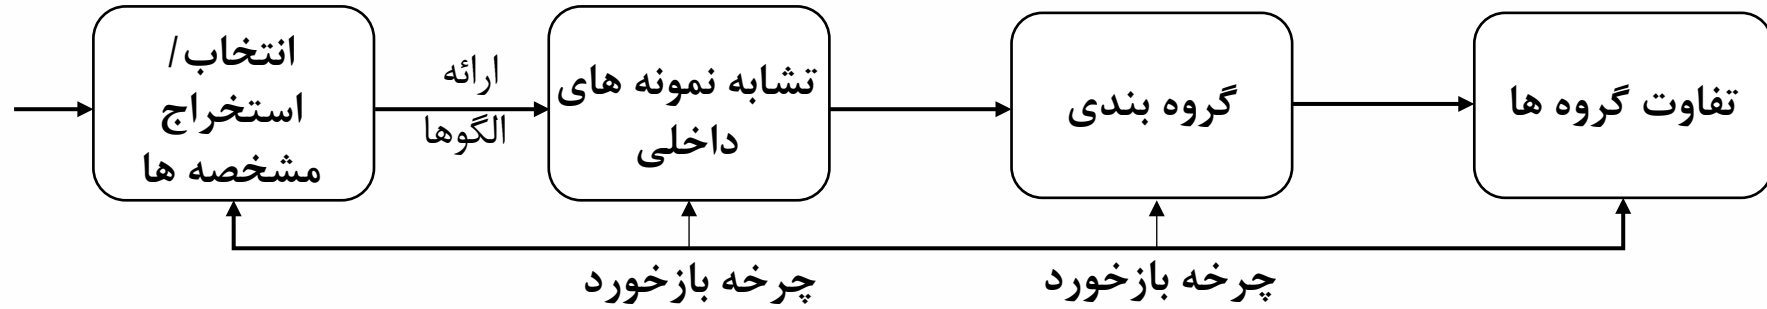 انتخاب/
استخراج
مشخصه ها
ارائه
الگوها
تشابه نمونه های
داخلی
گروه بندی
تفاوت گروه ها
چرخه بازخورد
چرخه بازخورد